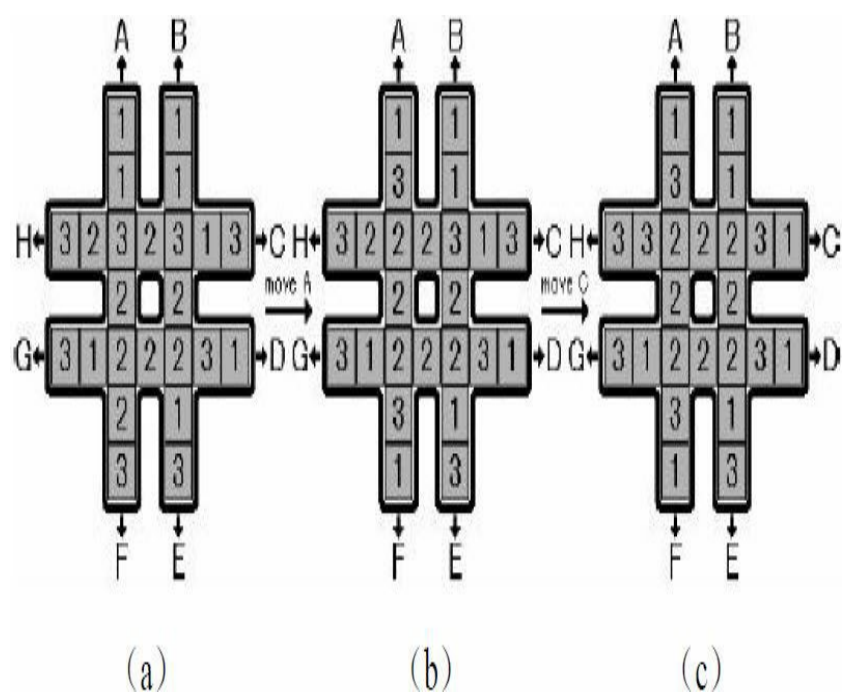 A B A B A B
1 1 1 1 1 1
1 1 3 1 3 1
H 3 2 3 2 3 1 3 C H 3 2 2 2 3 1 3 C H 3 3 2 2 2 3 1 C
move A move C
2 2 2 2 2 2
G 3 1 2 2 2 3 1 D G 3 1 2 2 2 3 1 D G 3 1 2 2 2 3 1 D
2 1 3 1 3 1
3 3 1 3 1 3
F E F E F E
(a) (b) (c)